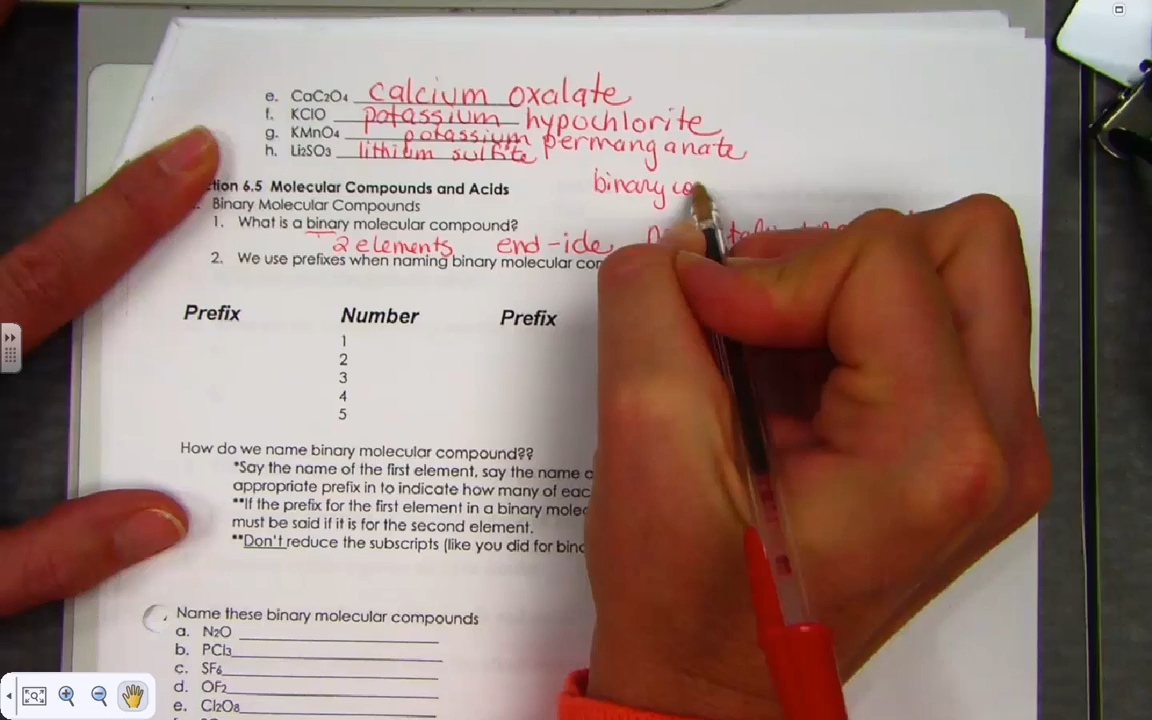 e. CaC2O4 calcium oxalate
f. KClO potassium hypochlorite
g. KMnO4 potassium permanganate
h. Li2SO3 lithium sulfite
tion 6.5 Molecular Compounds and Acids
binary co
Binary Molecular Compounds
1. What is a binary molecular compound?
2 elements end -ide
2. We use prefixes when naming binary molecular con
Prefix Number Prefix
1
2
3
4
5
How do we name binary molecular compound??
*Say the name of the first element, say the name o
appropriate prefix in to indicate how many of eac
**If the prefix for the first element in a binary molec
must be said if it is for the second element.
**Don't reduce the subscripts (like you did for bina
Name these binary molecular compounds
a. N2O
b. PCl3
c. SF6
d. OF2
e. Cl2O8